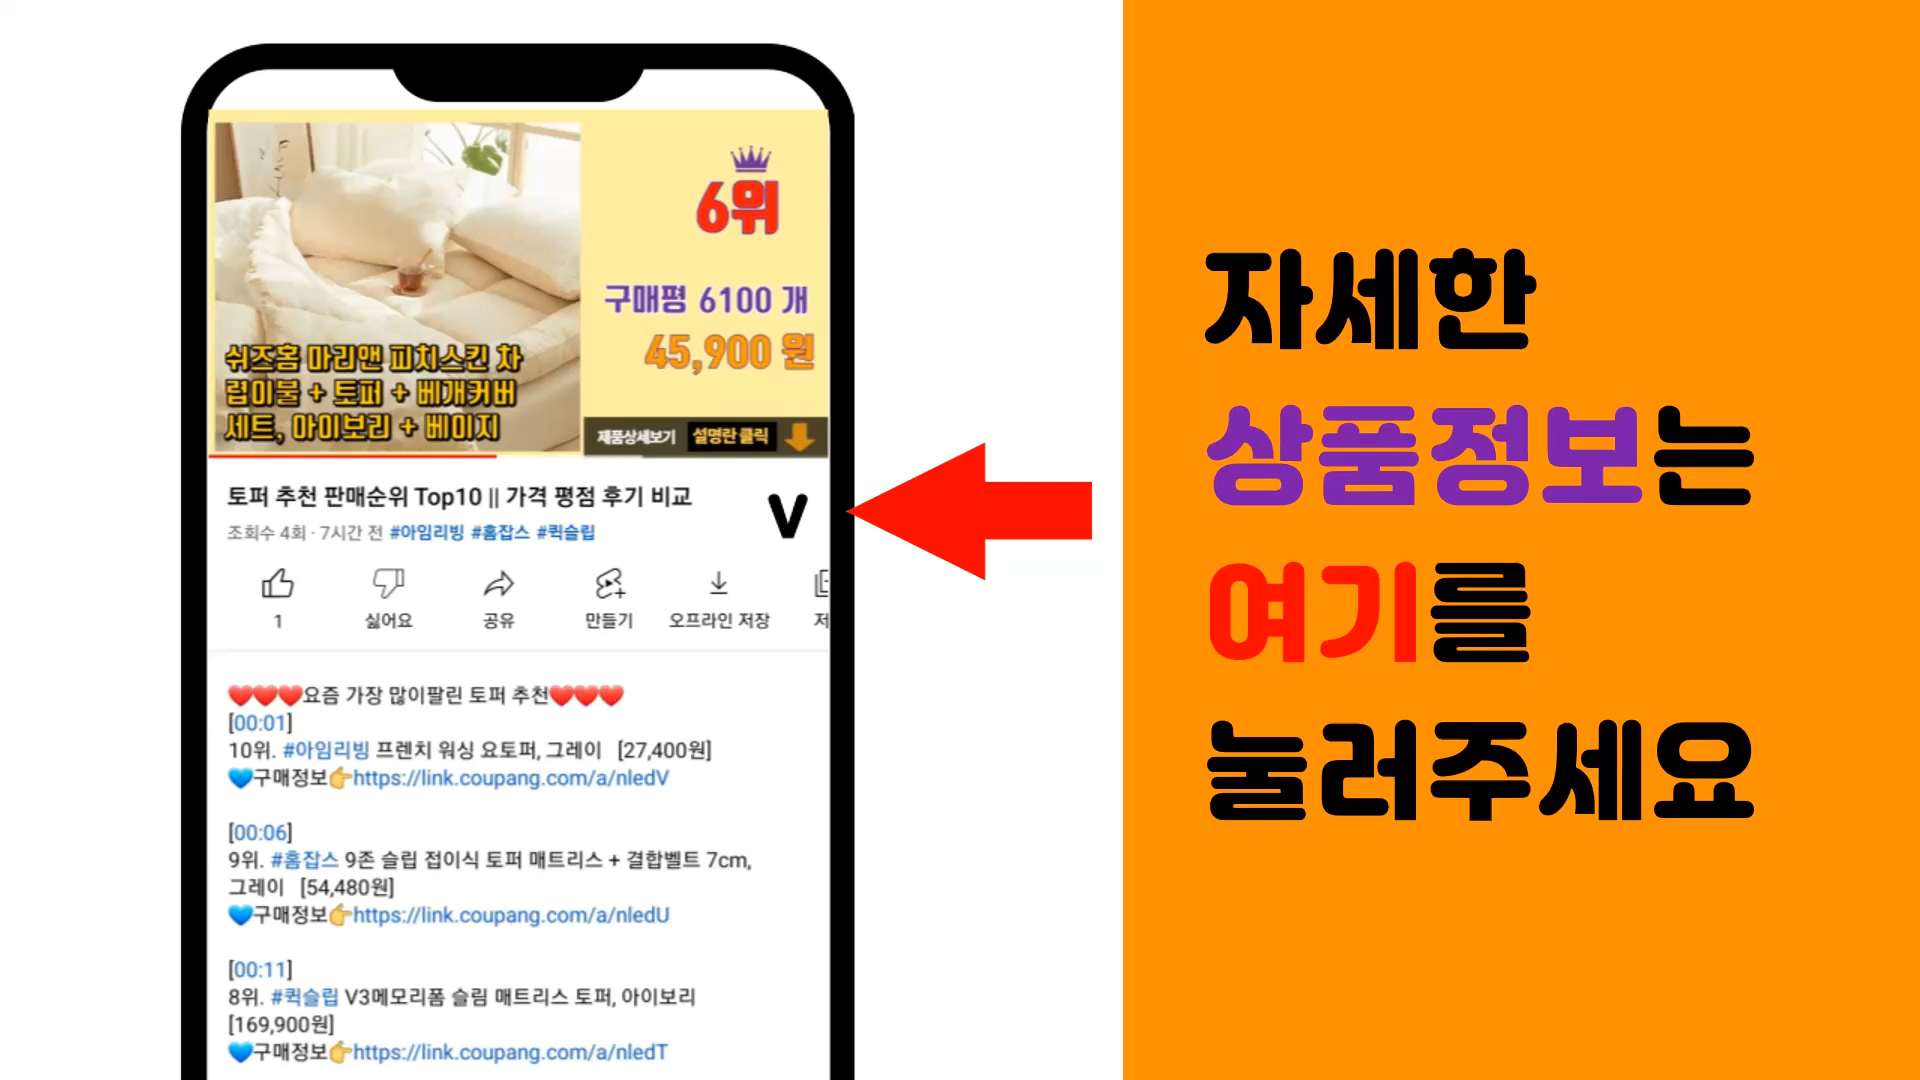 6위
구매평 6100 개
45,900 원
쉬즈홈 마리앤 피치스킨 차
렵이불 + 토퍼 + 베개커버
세트, 아이보리 + 베이지
제품상세보기 설명란 클릭
토퍼 추천 판매순위 Top10 || 가격 평점 후기 비교
V
조회수 4회 · 7시간 전 #아임리빙 #홈잡스 #퀵슬립
1 싫어요 공유 만들기 오프라인 저장 저
❤️❤️❤️요즘 가장 많이팔린 토퍼 추천❤️❤️❤️
[00:01]
10위. #아임리빙 프렌치 워싱 요토퍼, 그레이 [27,400원]
💙구매정보👉https://link.coupang.com/a/nledV
[00:06]
9위. #홈잡스 9존 슬립 접이식 토퍼 매트리스 + 결합벨트 7cm,
그레이 [54,480원]
💙구매정보👉https://link.coupang.com/a/nledU
[00:11]
8위. #퀵슬립 V3메모리폼 슬림 매트리스 토퍼, 아이보리
[169,900원]
💙구매정보👉https://link.coupang.com/a/nledT
자세한
상품정보는
여기를
눌러주세요